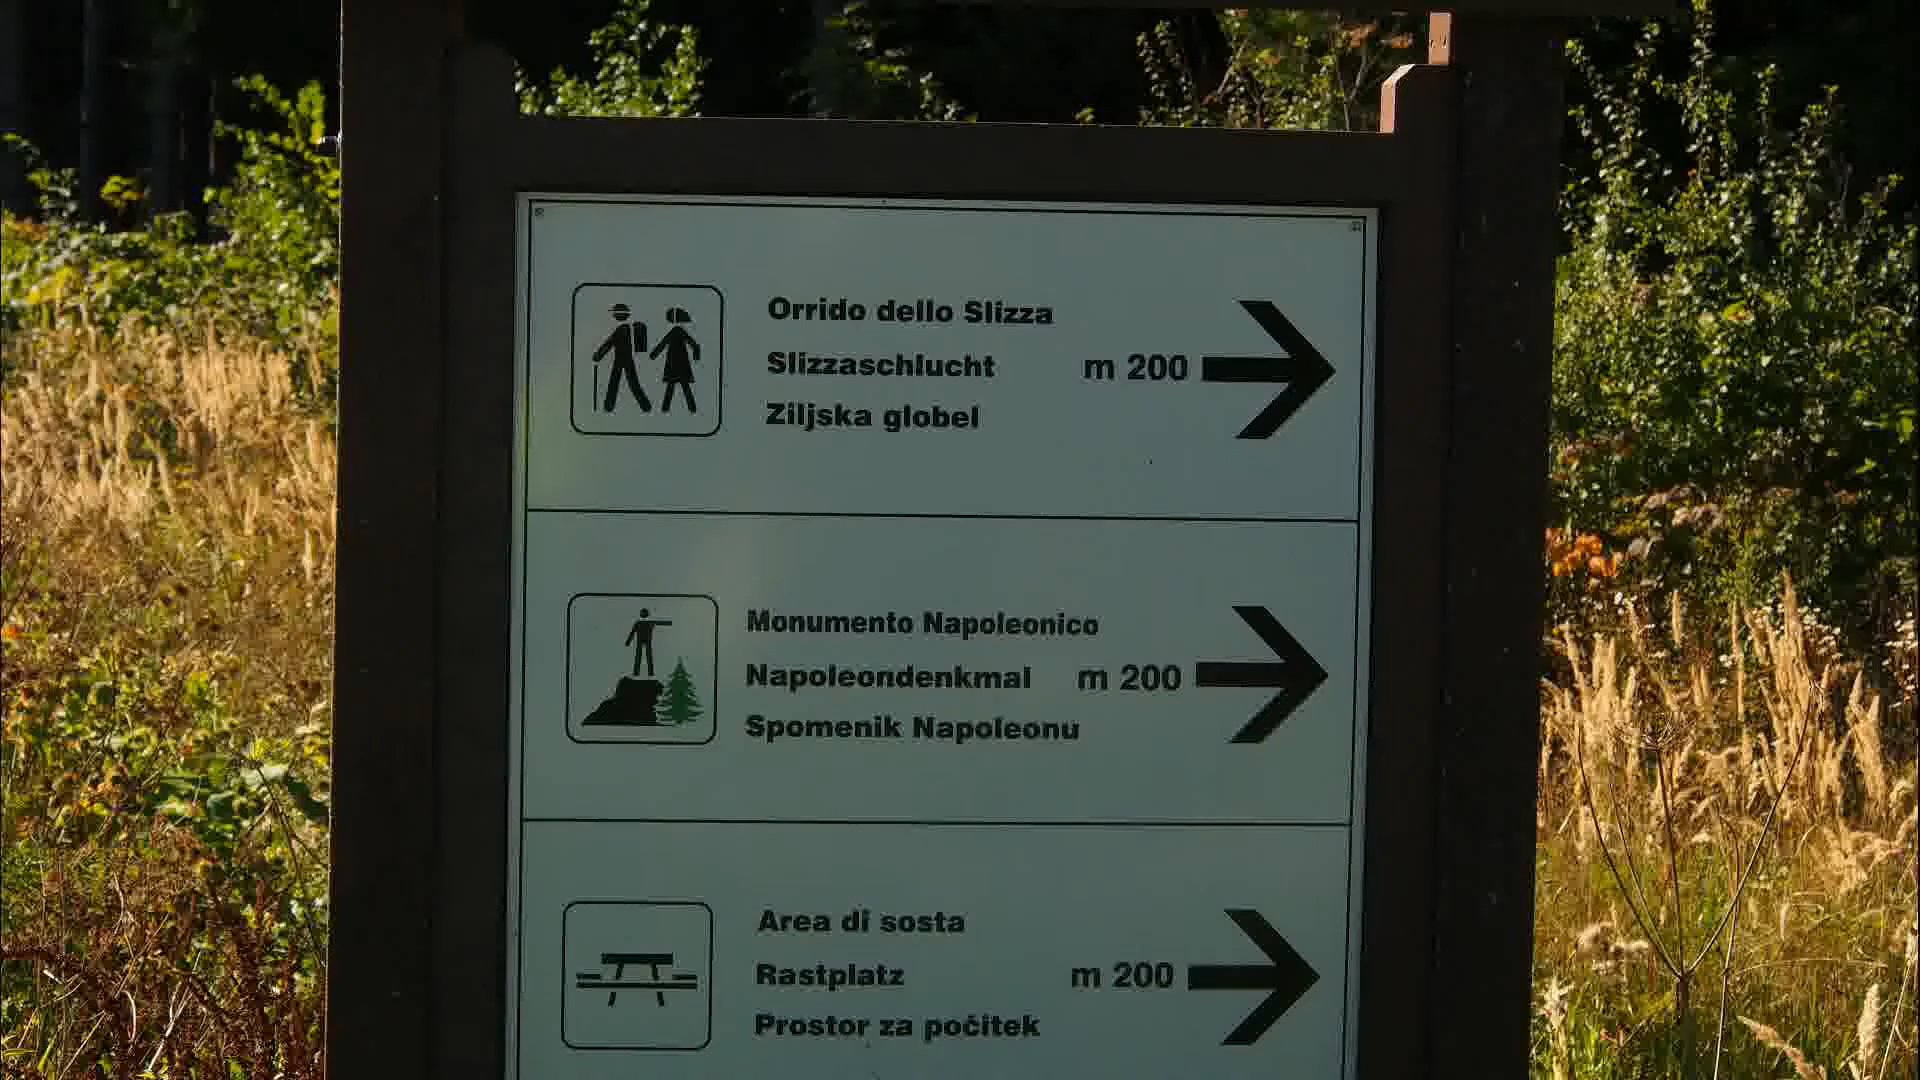 Orrido dello Slizza
Slizzaschlucht m 200
Ziljska globel
Monumento Napoleonico
Napoleondenkmal m 200
Spomenik Napoleonu
Area di sosta
Rastplatz m 200
Prostor za počitek